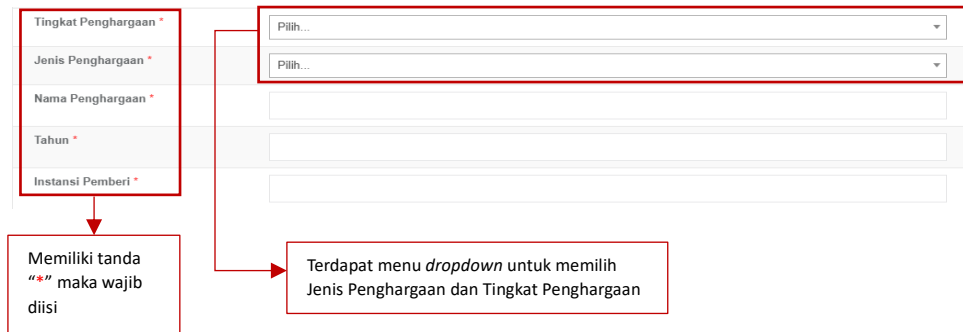 Tingkat Penghargaan *
Pilih...
Jenis Penghargaan *
Pilih...
Nama Penghargaan *
Tahun *
Instansi Pemberi *
Memiliki tanda
“*” maka wajib
diisi
Terdapat menu dropdown untuk memilih
Jenis Penghargaan dan Tingkat Penghargaan